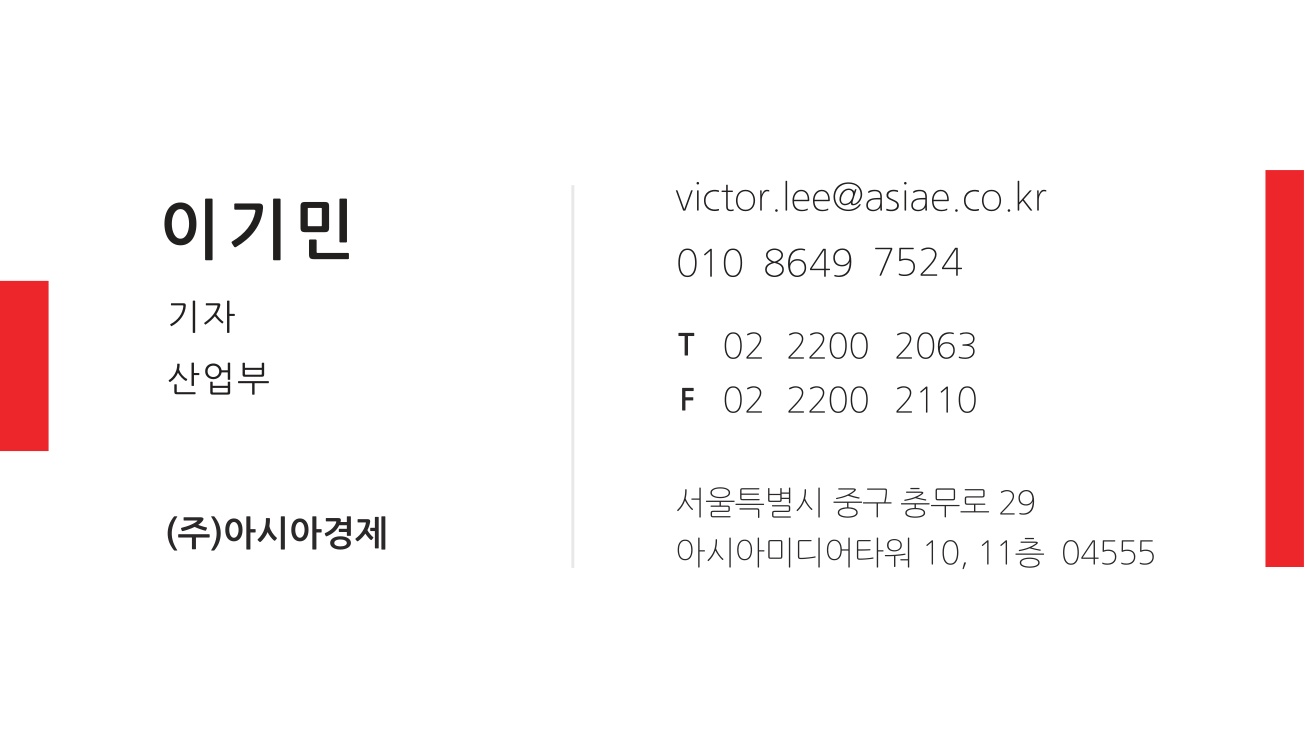 이기민
기자
산업부
(주)아시아경제
victor.lee@asiae.co.kr
010 8649 7524
T 02 2200 2063
F 02 2200 2110
서울특별시 중구 충무로 29
아시아미디어타워 10, 11층 04555